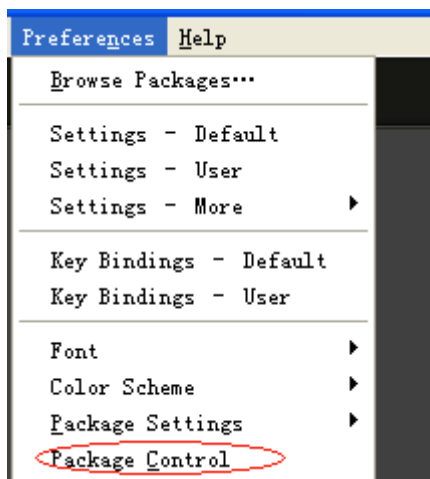 Preferences Help
Browse Packages…
Settings - Default
Settings - User
Settings - More
Key Bindings - Default
Key Bindings - User
Font
Color Scheme
Package Settings
Package Control